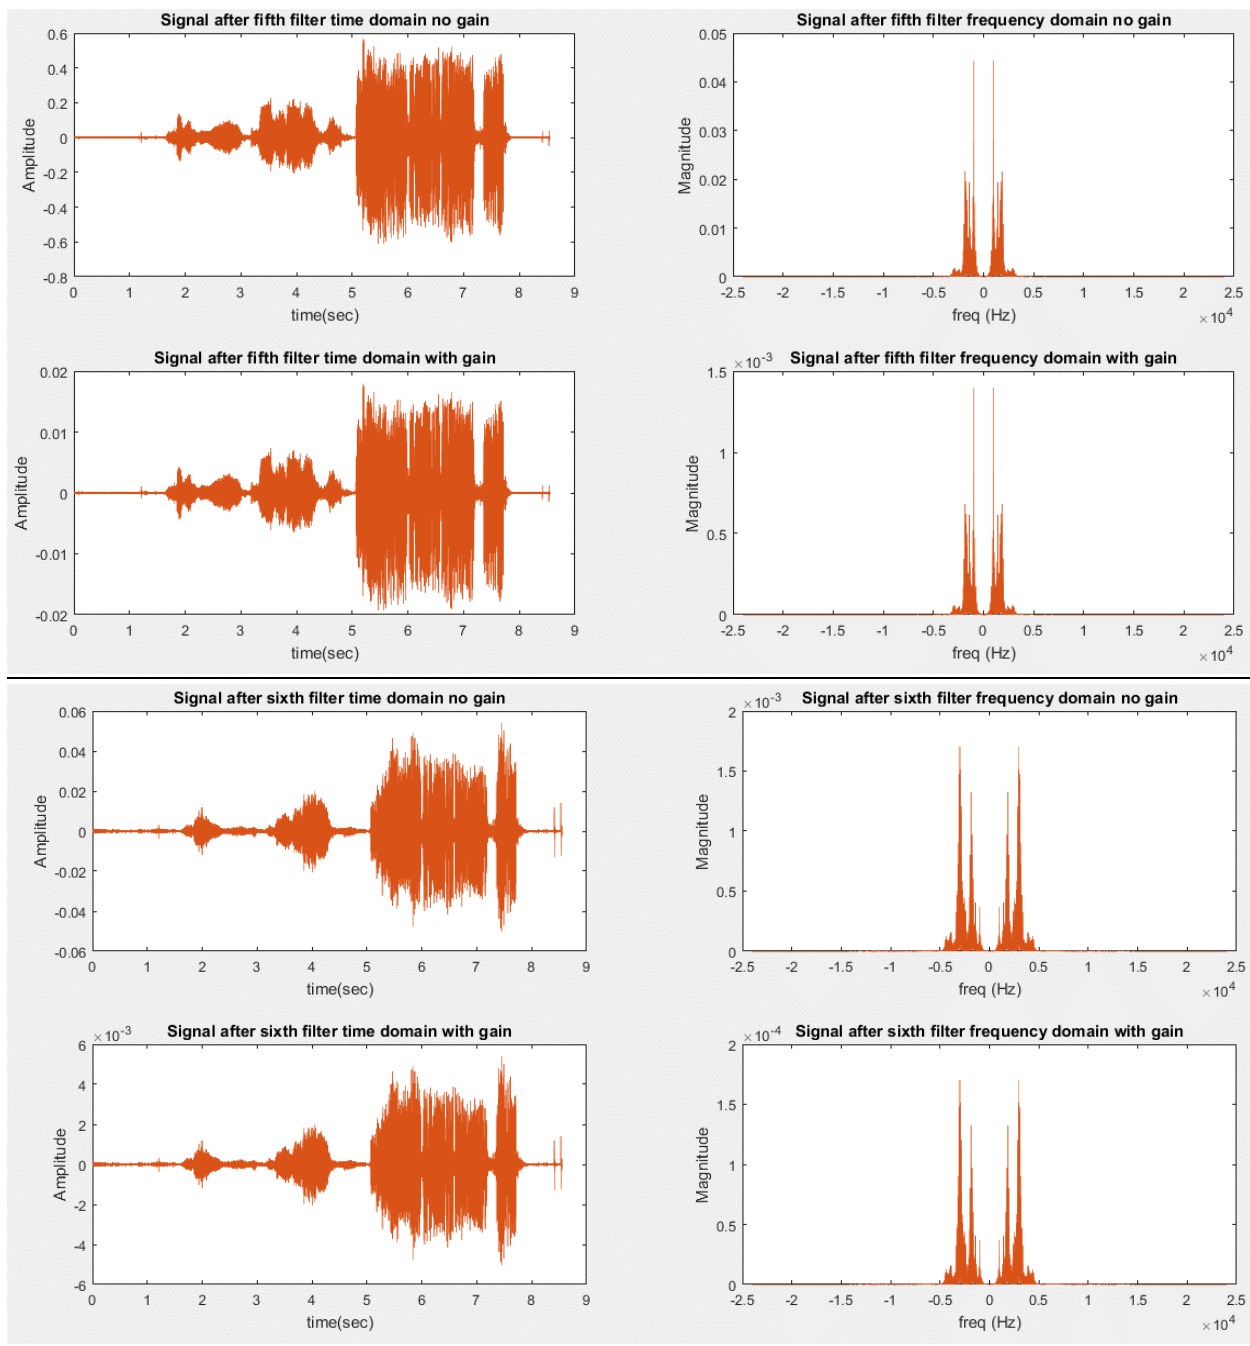 Signal after fifth filter time domain no gain
0.6
0.4
0.2
0
-0.2
-0.4
-0.6
-0.8
Amplitude
0 1 2 3 4 5 6 7 8 9
time(sec)
Signal after fifth filter frequency domain no gain
0.05
0.04
0.03
0.02
0.01
0
Magnitude
-2.5 -2 -1.5 -1 -0.5 0 0.5 1 1.5 2 2.5
freq (Hz)
×10^4
Signal after fifth filter time domain with gain
0.02
0.01
0
-0.01
-0.02
Amplitude
0 1 2 3 4 5 6 7 8 9
time(sec)
×10^-3 Signal after fifth filter frequency domain with gain
1.5
1
0.5
0
Magnitude
-2.5 -2 -1.5 -1 -0.5 0 0.5 1 1.5 2 2.5
freq (Hz)
×10^4
Signal after sixth filter time domain no gain
0.06
0.04
0.02
0
-0.02
-0.04
-0.06
Amplitude
0 1 2 3 4 5 6 7 8 9
time(sec)
×10^-3 Signal after sixth filter frequency domain no gain
2
1.5
1
0.5
0
Magnitude
-2.5 -2 -1.5 -1 -0.5 0 0.5 1 1.5 2 2.5
freq (Hz)
×10^4
×10^-3 Signal after sixth filter time domain with gain
6
4
2
0
-2
-4
-6
Amplitude
0 1 2 3 4 5 6 7 8 9
time(sec)
×10^-4 Signal after sixth filter frequency domain with gain
2
1.5
1
0.5
0
Magnitude
-2.5 -2 -1.5 -1 -0.5 0 0.5 1 1.5 2 2.5
freq (Hz)
×10^4